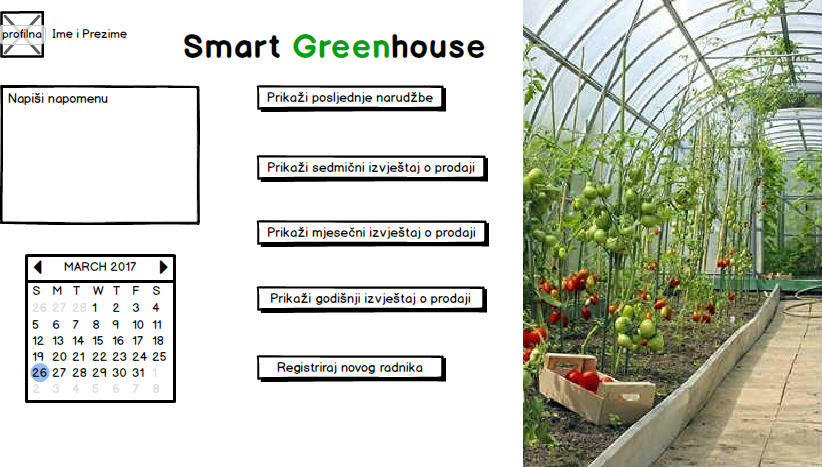 profilna
Ime i Prezime
Smart Greenhouse
Napiši napomenu
Prikaži posljednje narudžbe
Prikaži sedmični izvještaj o prodaji
Prikaži mjesečni izvještaj o prodaji
Prikaži godišnji izvještaj o prodaji
Registriraj novog radnika
MARCH 2017
S M T W T F S
26 27 28 1 2 3 4
5 6 7 8 9 10 11
12 13 14 15 16 17 18
19 20 21 22 23 24 25
26 27 28 29 30 31 1
2 3 4 5 6 7 8